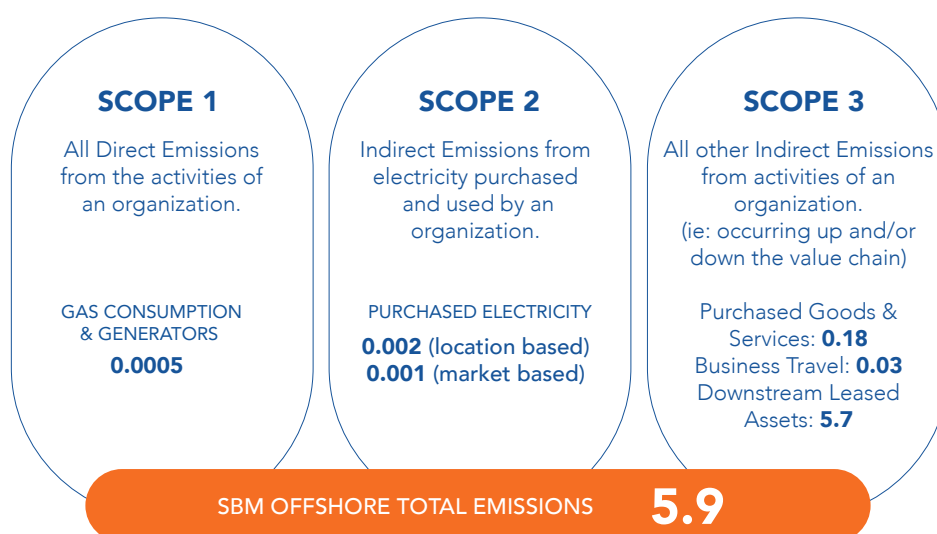 SCOPE 1
All Direct Emissions
from the activities of
an organization.
GAS CONSUMPTION
& GENERATORS
0.0005
SCOPE 2
Indirect Emissions from
electricity purchased
and used by an
organization.
PURCHASED ELECTRICITY
0.002 (location based)
0.001 (market based)
SCOPE 3
All other Indirect Emissions
from activities of an
organization.
(ie: occurring up and/or
down the value chain)
Purchased Goods &
Services: 0.18
Business Travel: 0.03
Downstream Leased
Assets: 5.7
SBM OFFSHORE TOTAL EMISSIONS 5.9